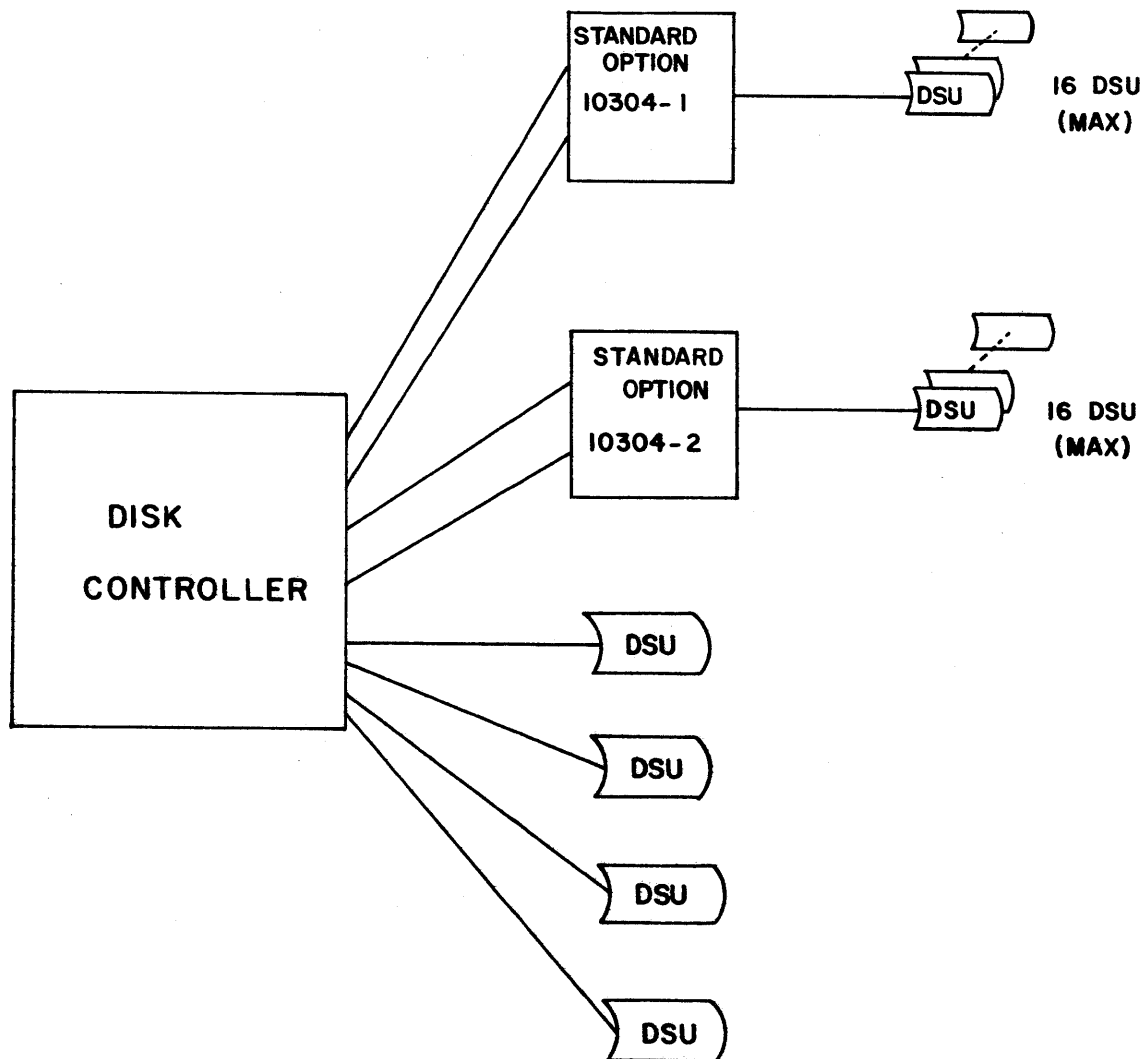 STANDARD
OPTION
10304-1
DSU
16 DSU
(MAX)
STANDARD
OPTION
10304-2
DSU
16 DSU
(MAX)
DISK
CONTROLLER
DSU
DSU
DSU
DSU